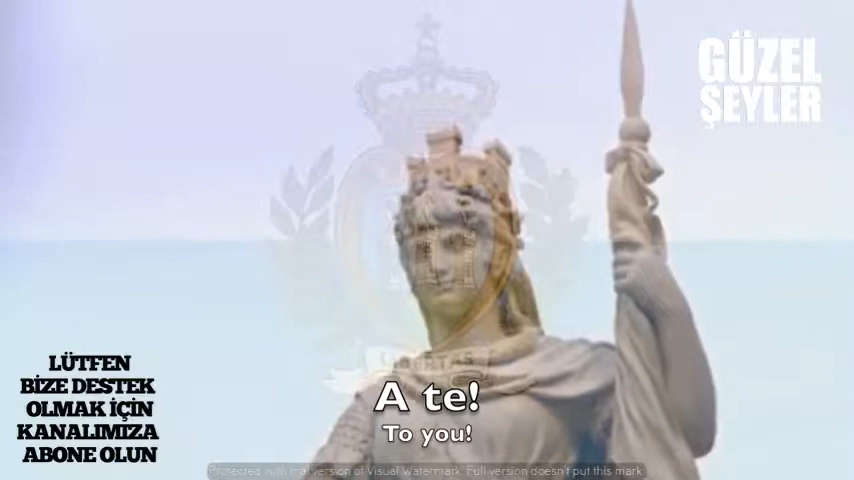 GÜZEL
ŞEYLER
LIBERTAS
LÜTFEN
BİZE DESTEK
OLMAK İÇİN
KANALIMIZA
ABONE OLUN
A te!
To you!
Protected with trial version of Visual Watermark. Full version doesn't put this mark.